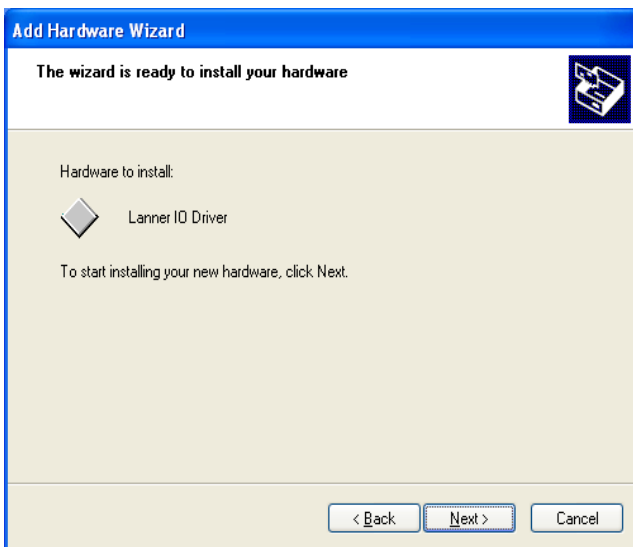 Add Hardware Wizard
The wizard is ready to install your hardware
Hardware to install:
Lanner IO Driver
To start installing your new hardware, click Next.
< Back Next > Cancel